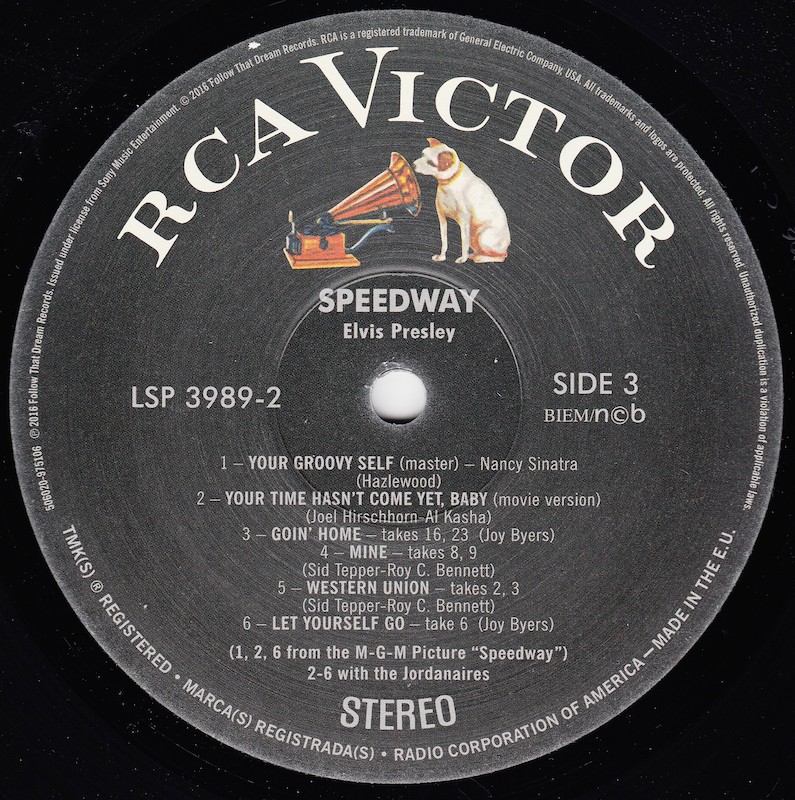 506020-975106 ℗ 2016 Follow That Dream Records. Issued under license from Sony Music Entertainment. © 2016 Follow That Dream Records. RCA is a registered trademark of General Electric Company, USA. All trademarks and logos are protected. All rights reserved. Unauthorized duplication is a violation of applicable laws.
RCA VICTOR
SPEEDWAY
Elvis Presley
LSP 3989-2
SIDE 3
BIEM/n©b
1 – YOUR GROOVY SELF (master) – Nancy Sinatra
(Hazlewood)
2 – YOUR TIME HASN'T COME YET, BABY (movie version)
(Joel Hirschhorn-Al Kasha)
3 – GOIN' HOME – takes 16, 23 (Joy Byers)
4 – MINE – takes 8, 9
(Sid Tepper-Roy C. Bennett)
5 – WESTERN UNION – takes 2, 3
(Sid Tepper-Roy C. Bennett)
6 – LET YOURSELF GO – take 6 (Joy Byers)
(1, 2, 6 from the M-G-M Picture "Speedway")
2-6 with the Jordanaires
STEREO
TMK(S) ® REGISTERED • MARCA(S) REGISTRADA(S) • RADIO CORPORATION OF AMERICA – MADE IN THE E.U.